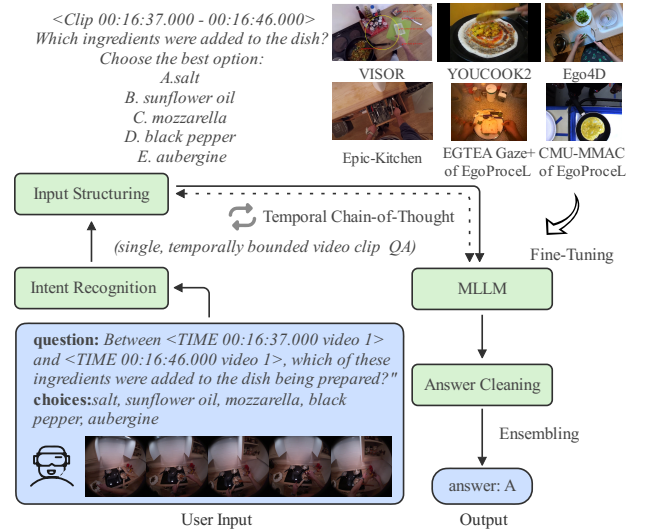 <Clip 00:16:37.000 - 00:16:46.000>
Which ingredients were added to the dish?
Choose the best option:
A.salt
B. sunflower oil
C. mozzarella
D. black pepper
E. aubergine
VISOR
YOUCOOK2
Ego4D
Epic-Kitchen
EGTEA Gaze+
of EgoProceL
CMU-MMAC
of EgoProceL
Input Structuring
Temporal Chain-of-Thought
(single, temporally bounded video clip QA)
Fine-Tuning
Intent Recognition
MLLM
question: Between <TIME 00:16:37.000 video 1>
and <TIME 00:16:46.000 video 1>, which of these
ingredients were added to the dish being prepared?"
choices:salt, sunflower oil, mozzarella, black
pepper, aubergine
Answer Cleaning
Ensembling
answer: A
User Input
Output